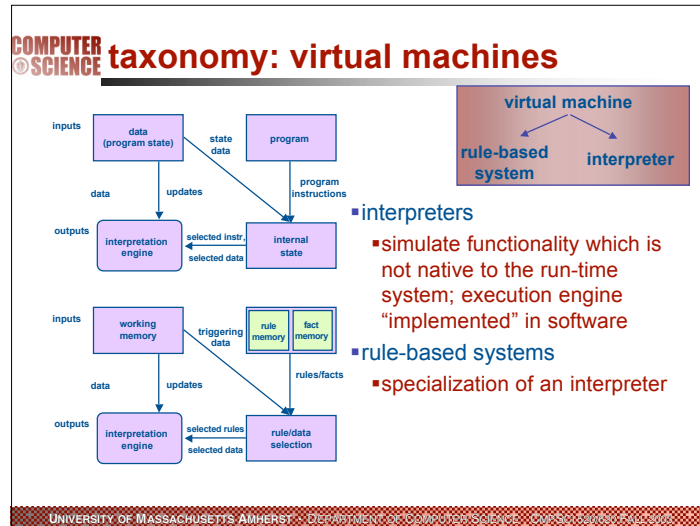 COMPUTER
SCIENCE
taxonomy: virtual machines
virtual machine
rule-based
system
interpreter
inputs
data
(program state)
state
data
program
data
updates
program
instructions
outputs
interpretation
engine
selected instr,
selected data
internal
state
inputs
working
memory
triggering
data
rule
memory
fact
memory
data
updates
rules/facts
outputs
interpretation
engine
selected rules
selected data
rule/data
selection
▪interpreters
▪simulate functionality which is
not native to the run-time
system; execution engine
“implemented” in software
▪rule-based systems
▪specialization of an interpreter
UNIVERSITY OF MASSACHUSETTS AMHERST • DEPARTMENT OF COMPUTER SCIENCE • CMPSCI 520/620 FALL